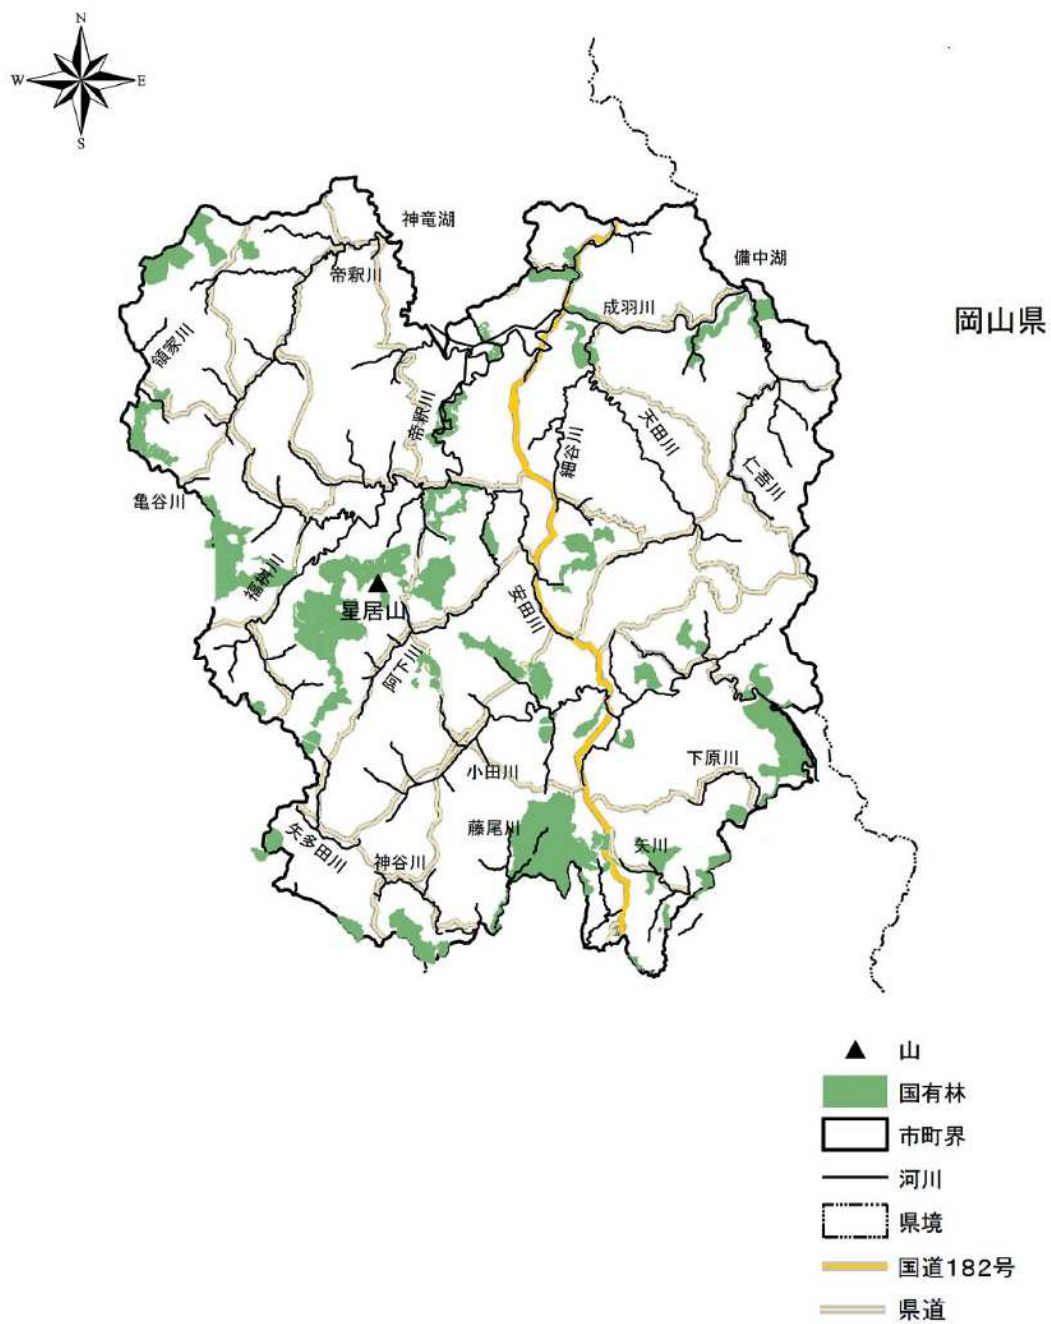 N
W
E
S
神竜湖
備中湖
帝釈川
成羽川
岡山県
領家川
帝釈川
天田川
細谷川
仁吾川
亀谷川
福桝川
星居山
安田川
阿下川
下原川
小田川
藤尾川
矢多田川
神谷川
矢川
山
国有林
市町界
河川
県境
国道182号
県道